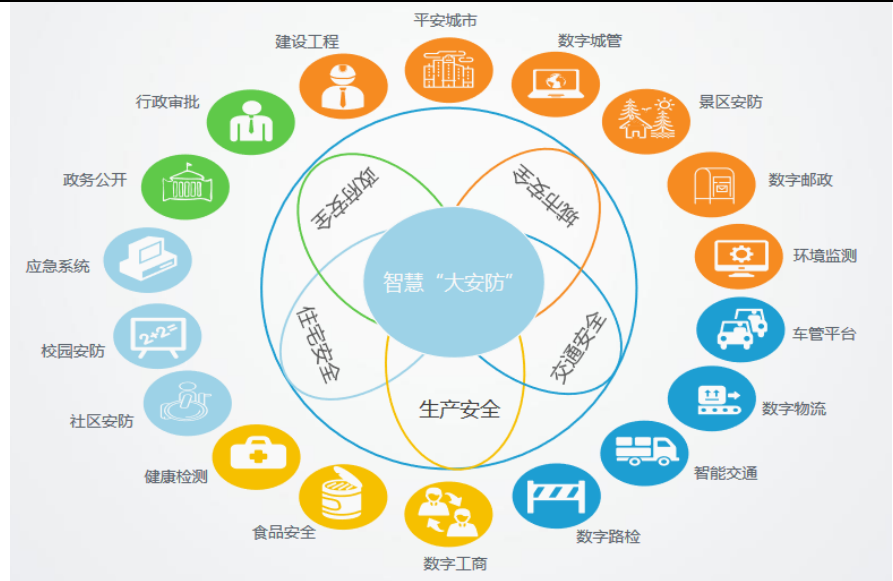 平安城市
建设工程
数字城管
行政审批
景区安防
政务公开
数字邮政
应急系统
环境监测
校园安防
车管平台
社区安防
数字物流
健康检测
智能交通
食品安全
数字路检
数字工商
政府安全
城市安全
智慧“大安防”
住宅安全
交通安全
生产安全
2+2=